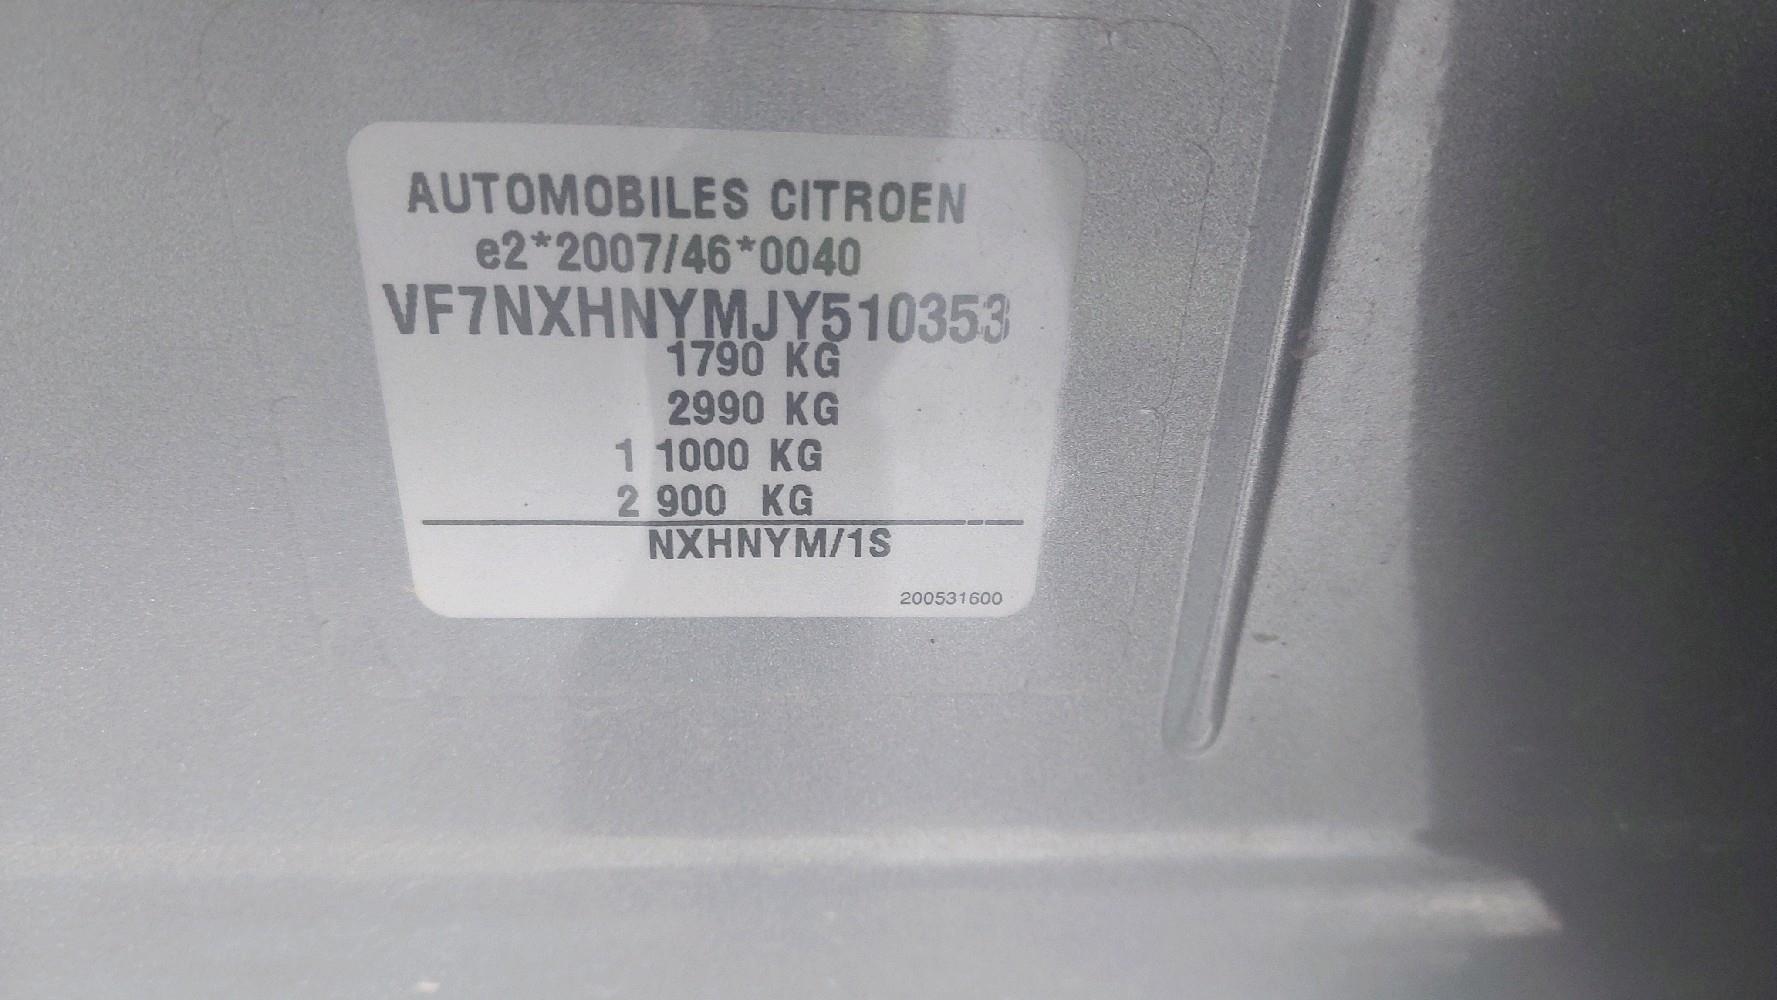 AUTOMOBILES CITROEN
e2*2007/46*0040
VF7NXHNYMJY510353
1790 KG
2990 KG
1 1000 KG
2 900 KG
NXHNYM/1S
200531600